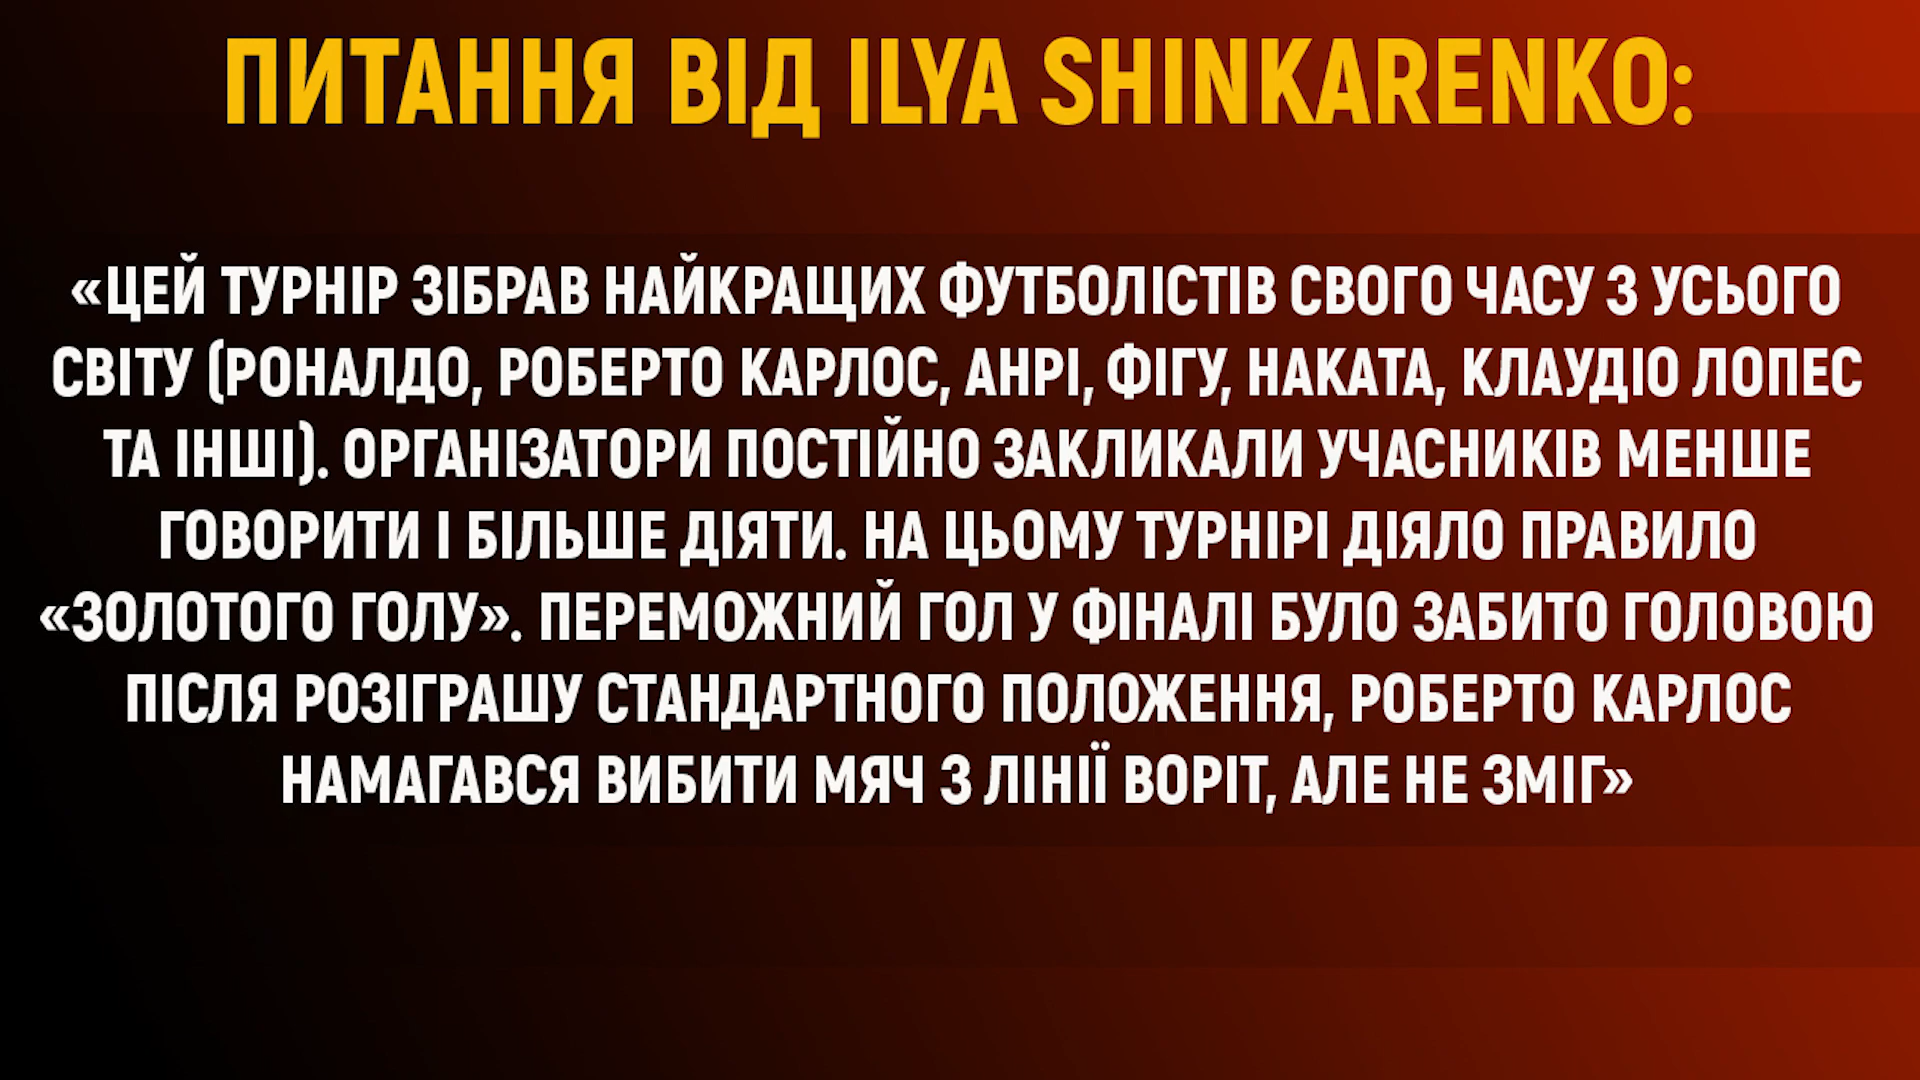 ПИТАННЯ ВІД ILYA SHINKARENKO:
«ЦЕЙ ТУРНІР ЗІБРАВ НАЙКРАЩИХ ФУТБОЛІСТІВ СВОГО ЧАСУ З УСЬОГО
СВІТУ (РОНАЛДО, РОБЕРТО КАРЛОС, АНРІ, ФІГУ, НАКАТА, КЛАУДІО ЛОПЕС
ТА ІНШІ). ОРГАНІЗАТОРИ ПОСТІЙНО ЗАКЛИКАЛИ УЧАСНИКІВ МЕНШЕ
ГОВОРИТИ І БІЛЬШЕ ДІЯТИ. НА ЦЬОМУ ТУРНІРІ ДІЯЛО ПРАВИЛО
«ЗОЛОТОГО ГОЛУ». ПЕРЕМОЖНИЙ ГОЛ У ФІНАЛІ БУЛО ЗАБИТО ГОЛОВОЮ
ПІСЛЯ РОЗІГРАШУ СТАНДАРТНОГО ПОЛОЖЕННЯ, РОБЕРТО КАРЛОС
НАМАГАВСЯ ВИБИТИ МЯЧ З ЛІНІЇ ВОРІТ, АЛЕ НЕ ЗМІГ»